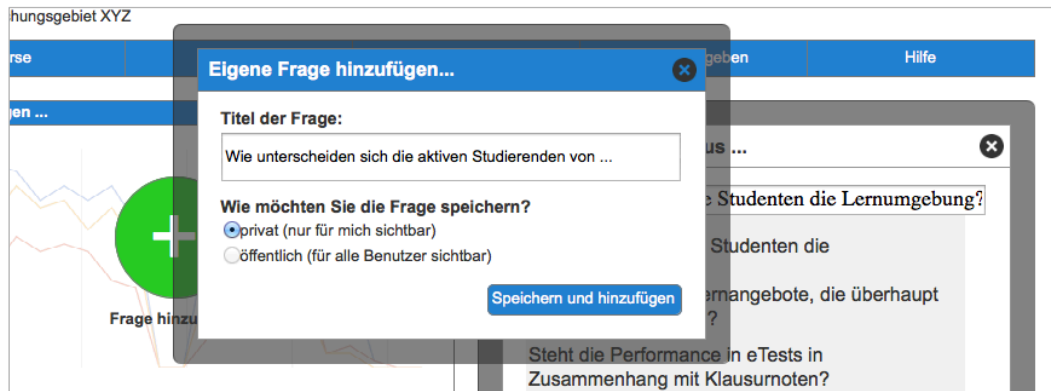 hungsgebiet XYZ
rse
geben
Hilfe
Eigene Frage hinzufügen...
gen ...
Titel der Frage:
us ...
Wie unterscheiden sich die aktiven Studierenden von ...
e Studenten die Lernumgebung?
Wie möchten Sie die Frage speichern?
privat (nur für mich sichtbar)
Studenten die
öffentlich (für alle Benutzer sichtbar)
Speichern und hinzufügen
ernangebote, die überhaupt
Frage hinzu
?
Steht die Performance in eTests in
Zusammenhang mit Klausurnoten?